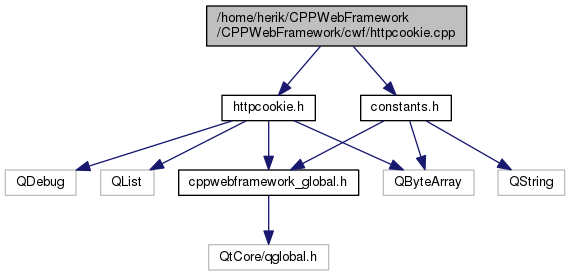 /home/herik/CPPWebFramework
/CPPWebFramework/cwf/httpcookie.cpp
httpcookie.h
constants.h
QDebug
QList
cppwebframework_global.h
QByteArray
QString
QtCore/qglobal.h